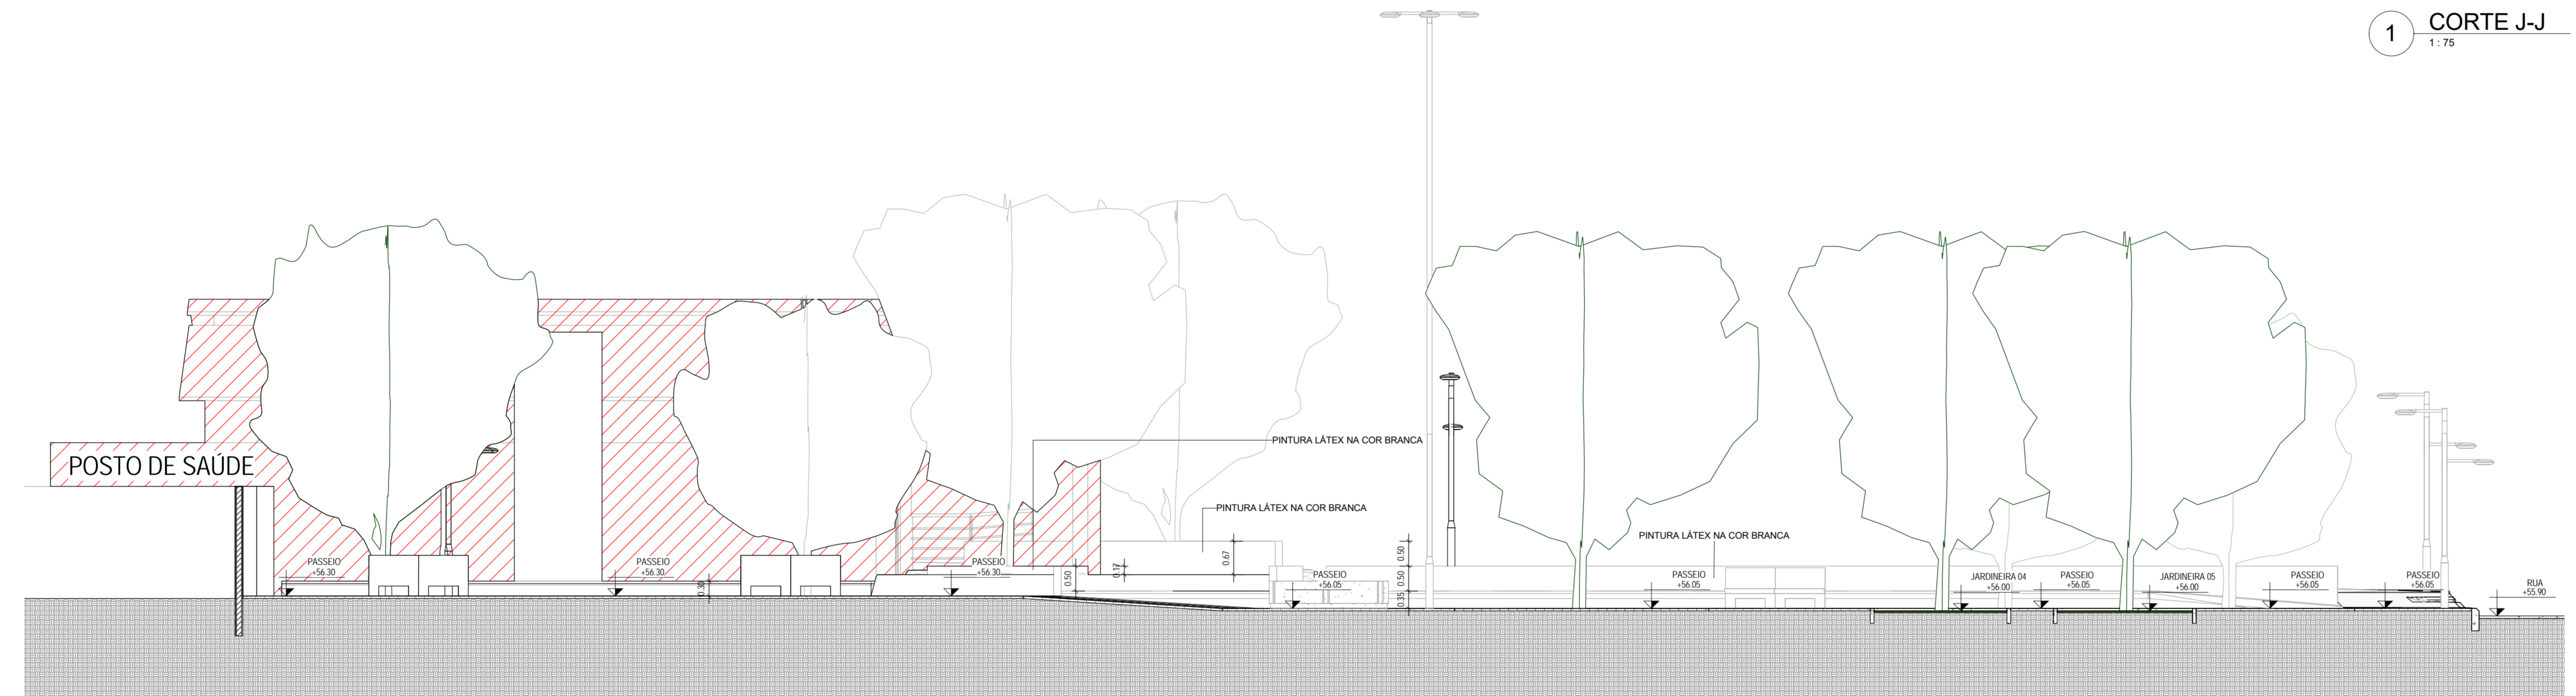 1
CORTE J-J
1 : 75
POSTO DE SAÚDE
PINTURA LÁTEX NA COR BRANCA
PINTURA LÁTEX NA COR BRANCA
PINTURA LÁTEX NA COR BRANCA
PASSEIO
+56.30
PASSEIO
+56.30
0.30
PASSEIO
+56.30
0.50
0.17
0.67
PASSEIO
+56.05
0.50
0.50
0.35
PASSEIO
+56.05
JARDINEIRA 04
+56.00
PASSEIO
+56.05
JARDINEIRA 05
+56.00
PASSEIO
+56.05
PASSEIO
+56.05
RUA
+55.90